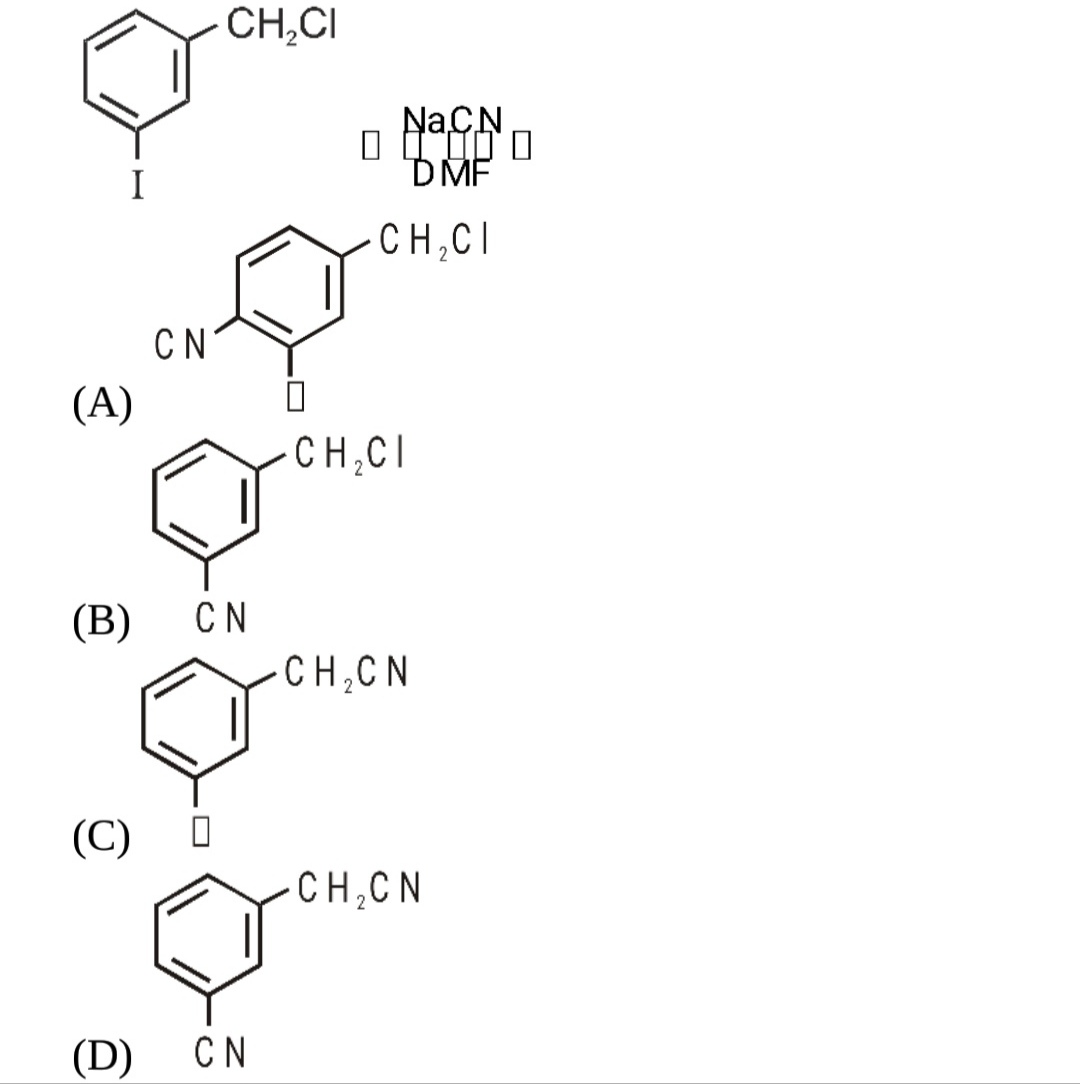 CH₂Cl
I
NaCN
▯ ▯ ▯▯ ▯
DMF
CH₂Cl
CN
(A) ▯
CH₂Cl
(B) CN
CH₂CN
(C) ▯
CH₂CN
(D) CN